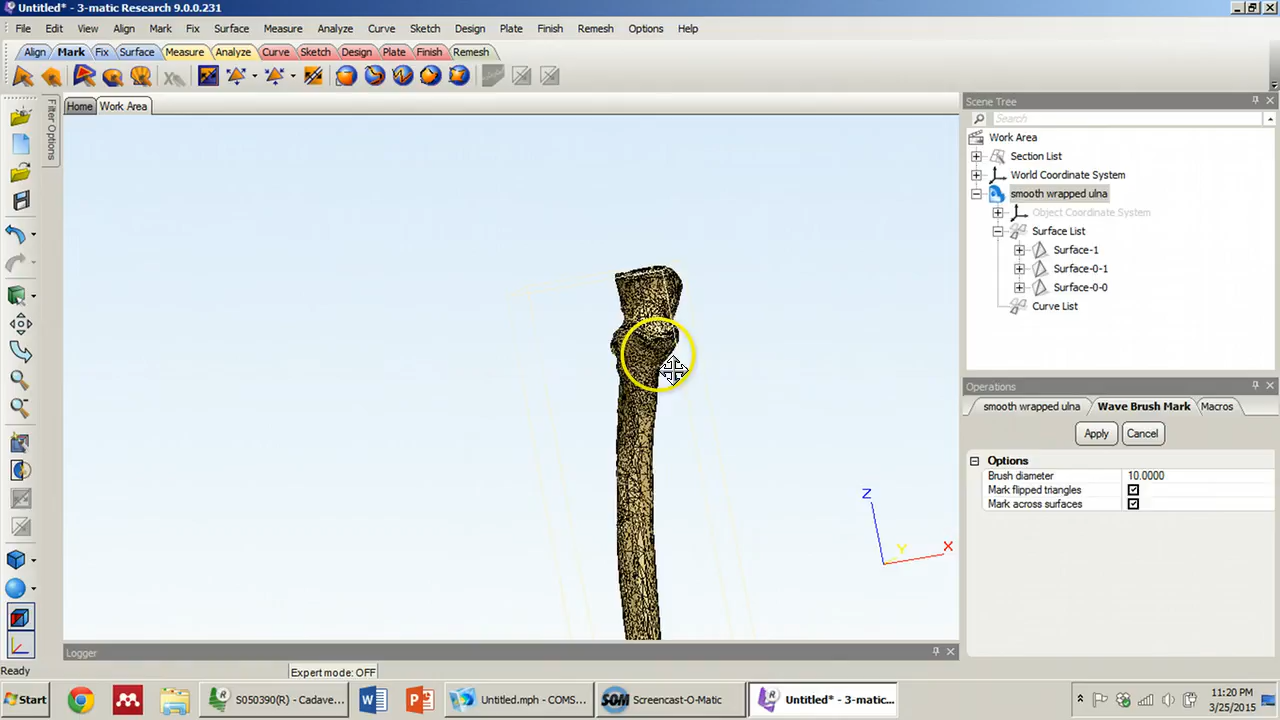 Untitled* - 3-matic Research 9.0.0.231
File Edit View Align Mark Fix Surface Measure Analyze Curve Sketch Design Plate Finish Remesh Options Help
Align Mark Fix Surface Measure Analyze Curve Sketch Design Plate Finish Remesh
Home Work Area
Filter Options
Scene Tree
Search
Work Area
Section List
World Coordinate System
smooth wrapped ulna
Object Coordinate System
Surface List
Surface-1
Surface-0-1
Surface-0-0
Curve List
Operations
smooth wrapped ulna Wave Brush Mark Macros
Apply Cancel
Options
Brush diameter 10.0000
Mark flipped triangles
Mark across surfaces
Z
Y
X
Logger
Expert mode: OFF
Ready
Start S050390(R) - Cadave... Untitled.mph - COMS... Screencast-O-Matic Untitled* - 3-matic...
11:20 PM
3/25/2015